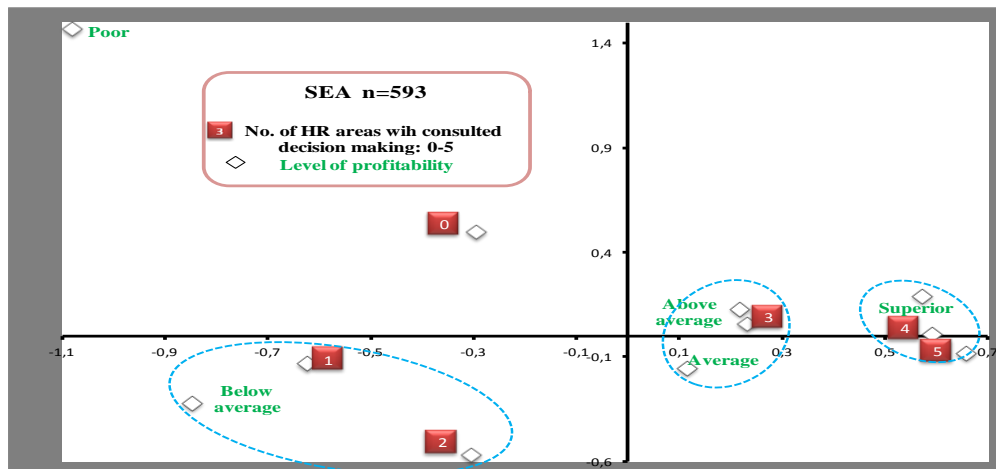 Poor
1,4
SEA n=593
3 No. of HR areas wih consulted
decision making: 0-5
Level of profitability
0,9
0
0,4
Above
average
3
Superior
4
5
-1,1
-0,7
-0,5
-0,3
-0,1
0,1
0,3
0,5
0,7
-0,1
1
Average
Below
average
2
-0,6